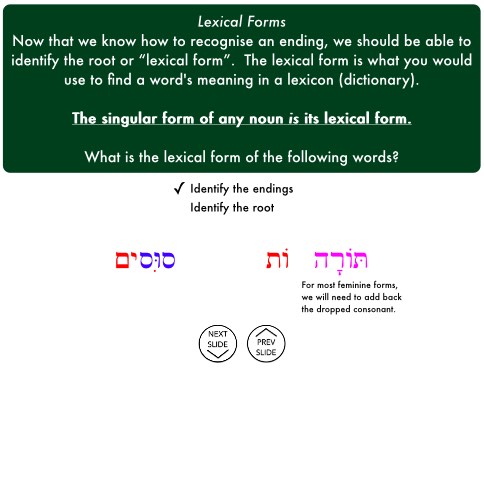 Lexical Forms
Now that we know how to recognise an ending, we should be able to
identify the root or “lexical form”. The lexical form is what you would
use to find a word's meaning in a lexicon (dictionary).
The singular form of any noun is its lexical form.
What is the lexical form of the following words?
✓ Identify the endings
Identify the root
תּוֹרָה וֹת סוּסִים
For most feminine forms,
we will need to add back
the dropped consonant.
NEXT
SLIDE
PREV
SLIDE